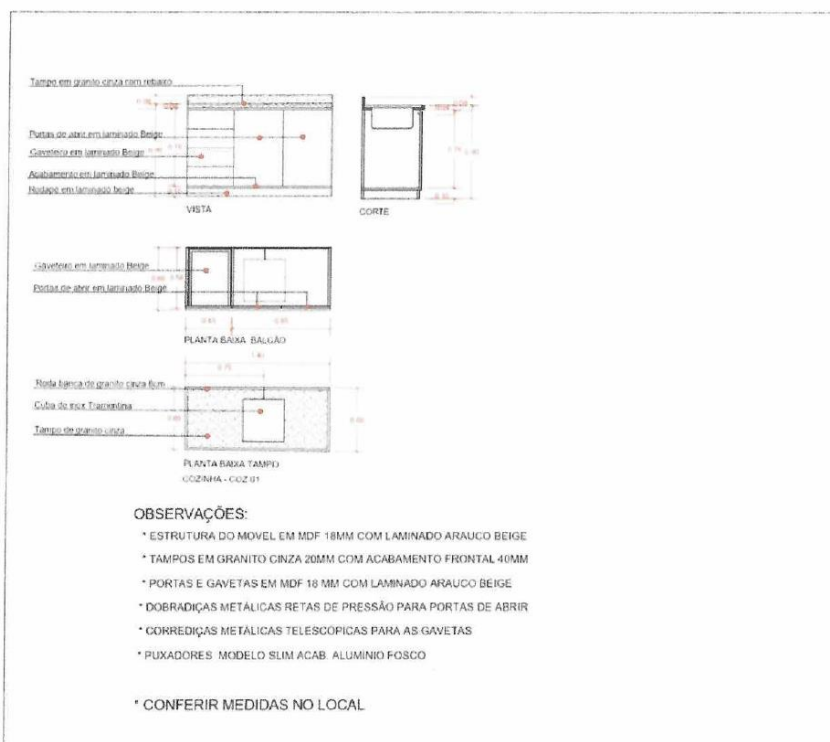 Tampo em granito cinza com rebaixo
Portas de abrir em laminado Beige
Gaveteiro em laminado Beige
Acabamento em laminado Beige
Rodapé em laminado beige
VISTA
CORTE
Gaveteiro em laminado Beige
Portas de abrir em laminado Beige
PLANTA BAIXA BALCÃO
Roda banca de granito cinza 8cm
Cuba de inox Tramontina
Tampo de granito cinza
PLANTA BAIXA TAMPO
COZINHA - COZ 01
OBSERVAÇÕES:
* ESTRUTURA DO MOVEL EM MDF 18MM COM LAMINADO ARAUCO BEIGE
* TAMPOS EM GRANITO CINZA 20MM COM ACABAMENTO FRONTAL 40MM
* PORTAS E GAVETAS EM MDF 18 MM COM LAMINADO ARAUCO BEIGE
* DOBRADIÇAS METÁLICAS RETAS DE PRESSÃO PARA PORTAS DE ABRIR
* CORREDIÇAS METÁLICAS TELESCÓPICAS PARA AS GAVETAS
* PUXADORES MODELO SLIM ACAB. ALUMÍNIO FOSCO
* CONFERIR MEDIDAS NO LOCAL